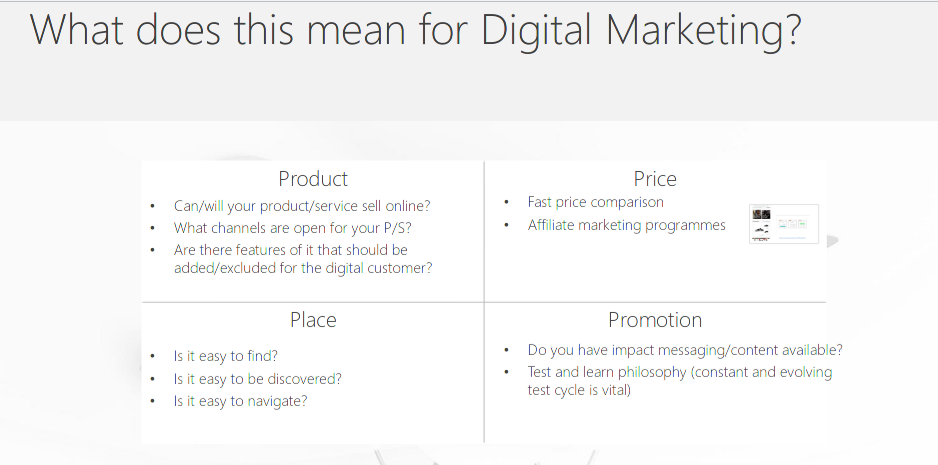 What does this mean for Digital Marketing?
Product
• Can/will your product/service sell online?
• What channels are open for your P/S?
• Are there features of it that should be
added/excluded for the digital customer?
Price
• Fast price comparison
• Affiliate marketing programmes
Place
• Is it easy to find?
• Is it easy to be discovered?
• Is it easy to navigate?
Promotion
• Do you have impact messaging/content available?
• Test and learn philosophy (constant and evolving
test cycle is vital)